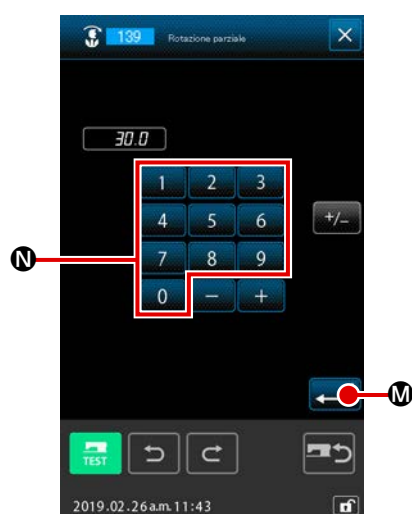 139 Rotazione parziale
30.0
1 2 3
4 5 6 +/−
N 7 8 9
0 − +
M
TEST
2019.02.26a.m.11:43